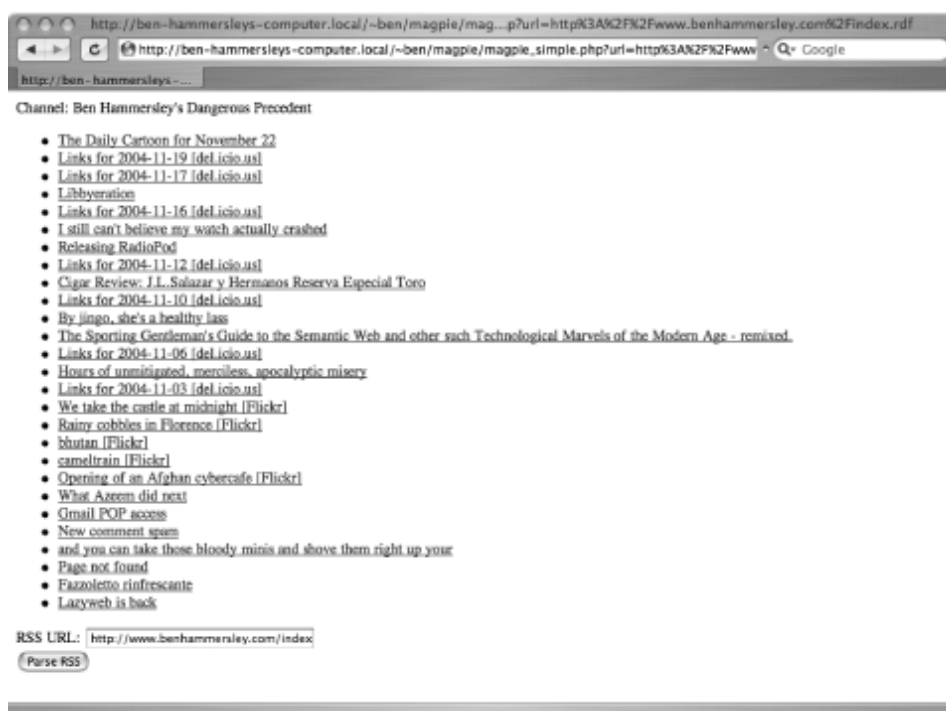 http://ben-hammersleys-computer.local/~ben/magpie/mag...p?url=http%3A%2F%2Fwww.benhammersley.com%2Findex.rdf
http://ben-hammersleys-computer.local/~ben/magpie/magpie_simple.php?url=http%3A%2F%2Fwww
Google
http://ben-hammersleys-...
Channel: Ben Hammersley's Dangerous Precedent
• The Daily Cartoon for November 22
• Links for 2004-11-19 [del.icio.us]
• Links for 2004-11-17 [del.icio.us]
• Libbyeration
• Links for 2004-11-16 [del.icio.us]
• I still can't believe my watch actually crashed
• Releasing RadioPod
• Links for 2004-11-12 [del.icio.us]
• Cigar Review: J.L.Salazar y Hermanos Reserva Especial Toro
• Links for 2004-11-10 [del.icio.us]
• By jingo, she's a healthy lass
• The Sporting Gentleman's Guide to the Semantic Web and other such Technological Marvels of the Modern Age - remixed.
• Links for 2004-11-06 [del.icio.us]
• Hours of unmitigated, merciless, apocalyptic misery
• Links for 2004-11-03 [del.icio.us]
• We take the castle at midnight [Flickr]
• Rainy cobbles in Florence [Flickr]
• bhutan [Flickr]
• cameltrain [Flickr]
• Opening of an Afghan cybercafe [Flickr]
• What Azeem did next
• Gmail POP access
• New comment spam
• and you can take those bloody minis and shove them right up your
• Page not found
• Fazzoletto rinfrescante
• Lazyweb is back
RSS URL: http://www.benhammersley.com/index
Parse RSS